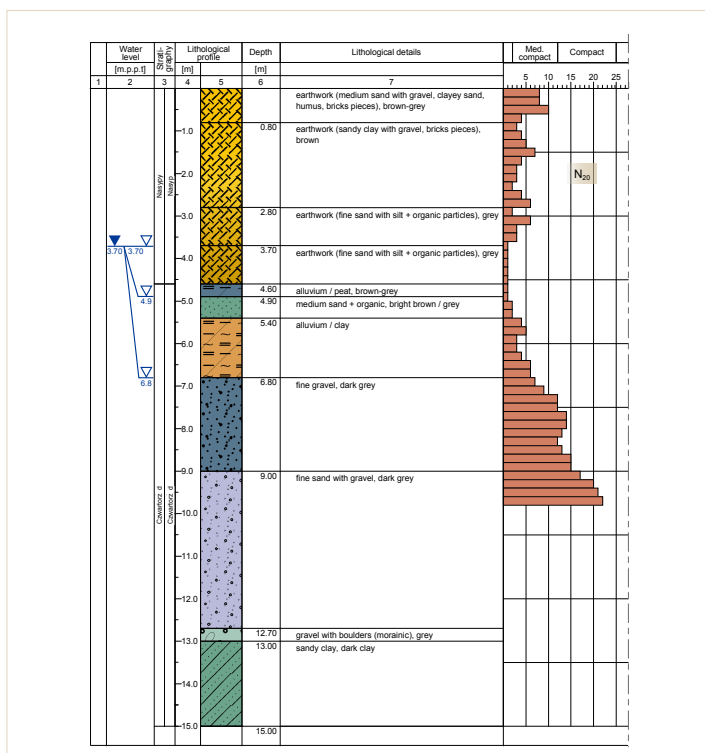 Water level
Strati- graphy
Lithological profile
Depth
Lithological details
Med. compact
Compact
[m.p.p.t]
[m]
[m]
5 10 15 20 25
1 2 3 4 5 6 7
earthwork (medium sand with gravel, clayey sand,
humus, bricks pieces), brown-grey
0.80
earthwork (sandy clay with gravel, bricks pieces),
brown
-1.0
-2.0
N20
Nasypy
Nasyp
2.80
earthwork (fine sand with silt + organic particles), grey
-3.0
3.70 3.70
3.70
earthwork (fine sand with silt + organic particles), grey
-4.0
4.60
alluvium / peat, brown-grey
4.9
4.90
medium sand + organic, bright brown / grey
-5.0
5.40
alluvium / clay
-6.0
6.8
6.80
fine gravel, dark grey
-7.0
-8.0
-9.0
9.00
fine sand with gravel, dark grey
Czwartorz d
Czwartorz d
-10.0
-11.0
-12.0
12.70
gravel with boulders (morainic), grey
-13.0
13.00
sandy clay, dark clay
-14.0
-15.0
15.00